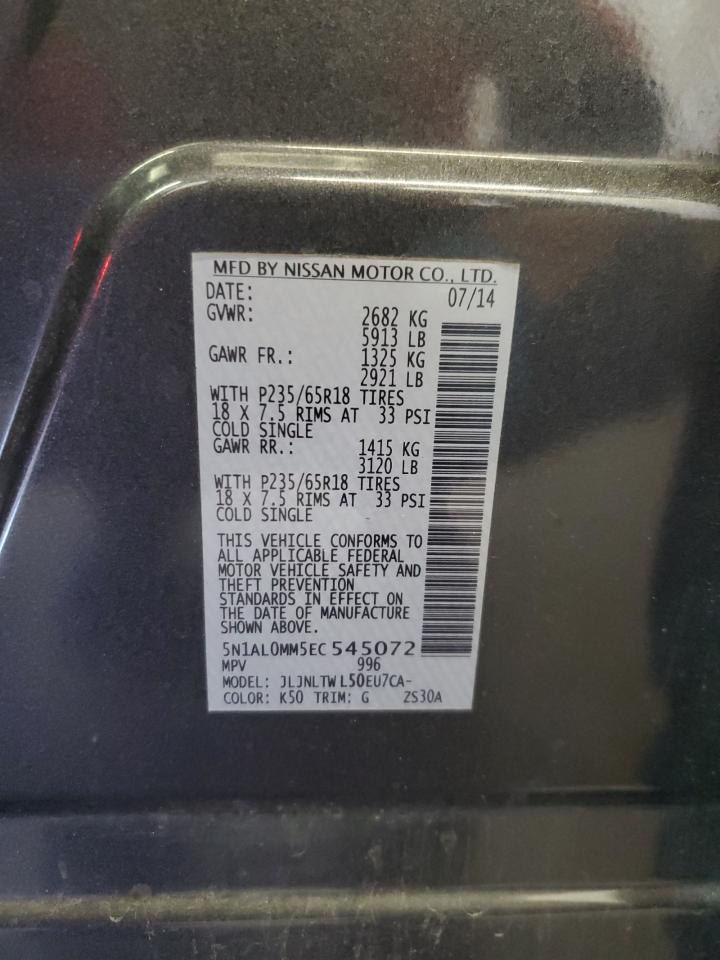 MFD BY NISSAN MOTOR CO., LTD.
DATE: 07/14
GVWR: 2682 KG
5913 LB
GAWR FR.: 1325 KG
2921 LB
WITH P235/65R18 TIRES
18 X 7.5 RIMS AT 33 PSI
COLD SINGLE
GAWR RR.: 1415 KG
3120 LB
WITH P235/65R18 TIRES
18 X 7.5 RIMS AT 33 PSI
COLD SINGLE
THIS VEHICLE CONFORMS TO
ALL APPLICABLE FEDERAL
MOTOR VEHICLE SAFETY AND
THEFT PREVENTION
STANDARDS IN EFFECT ON
THE DATE OF MANUFACTURE
SHOWN ABOVE.
5N1AL0MM5EC 545072
MPV 996
MODEL: JLJNLTWL50EU7CA-
COLOR: K50 TRIM: G ZS30A